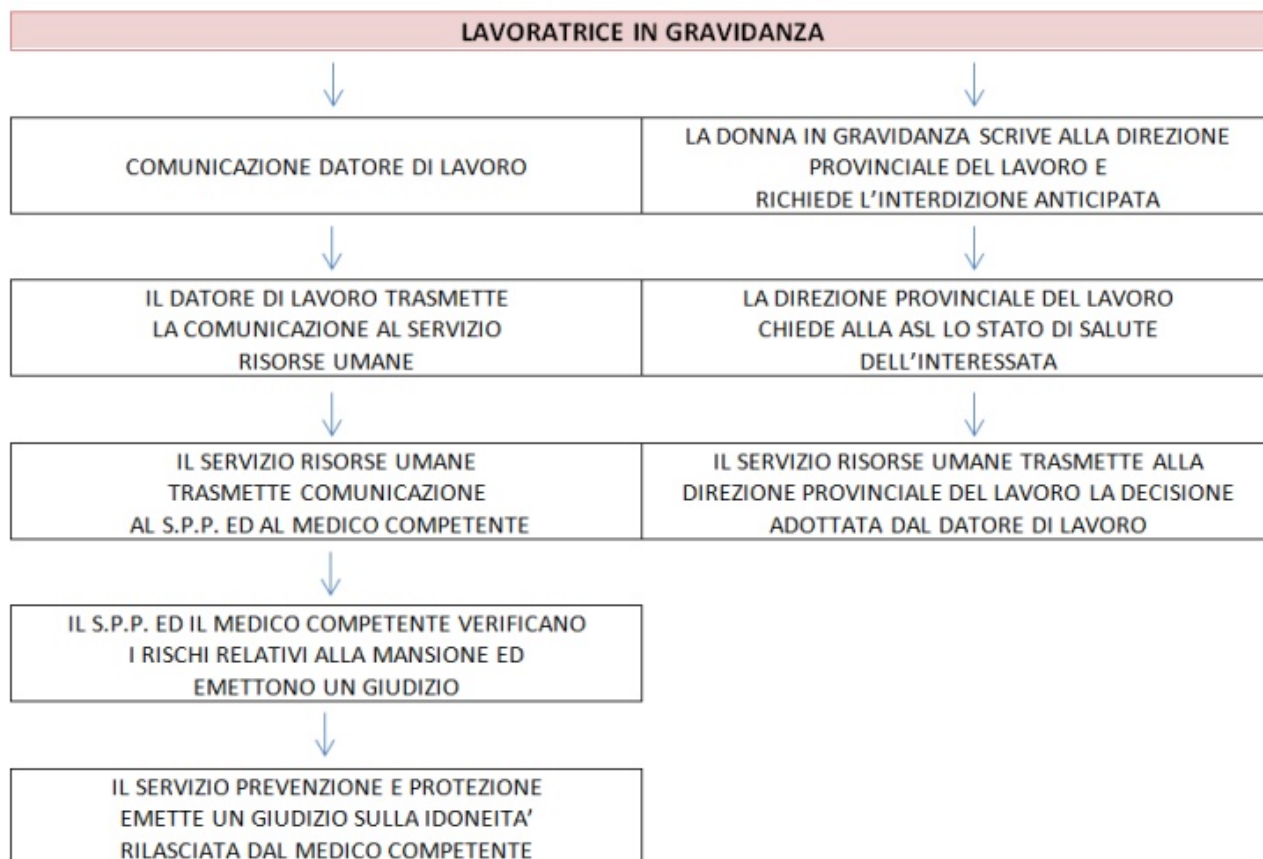 LAVORATRICE IN GRAVIDANZA
COMUNICAZIONE DATORE DI LAVORO
LA DONNA IN GRAVIDANZA SCRIVE ALLA DIREZIONE
PROVINCIALE DEL LAVORO E
RICHIEDE L’INTERDIZIONE ANTICIPATA
IL DATORE DI LAVORO TRASMETTE
LA COMUNICAZIONE AL SERVIZIO
RISORSE UMANE
LA DIREZIONE PROVINCIALE DEL LAVORO
CHIEDE ALLA ASL LO STATO DI SALUTE
DELL’INTERESSATA
IL SERVIZIO RISORSE UMANE
TRASMETTE COMUNICAZIONE
AL S.P.P. ED AL MEDICO COMPETENTE
IL SERVIZIO RISORSE UMANE TRASMETTE ALLA
DIREZIONE PROVINCIALE DEL LAVORO LA DECISIONE
ADOTTATA DAL DATORE DI LAVORO
IL S.P.P. ED IL MEDICO COMPETENTE VERIFICANO
I RISCHI RELATIVI ALLA MANSIONE ED
EMETTONO UN GIUDIZIO
IL SERVIZIO PREVENZIONE E PROTEZIONE
EMETTE UN GIUDIZIO SULLA IDONEITA’
RILASCIATA DAL MEDICO COMPETENTE